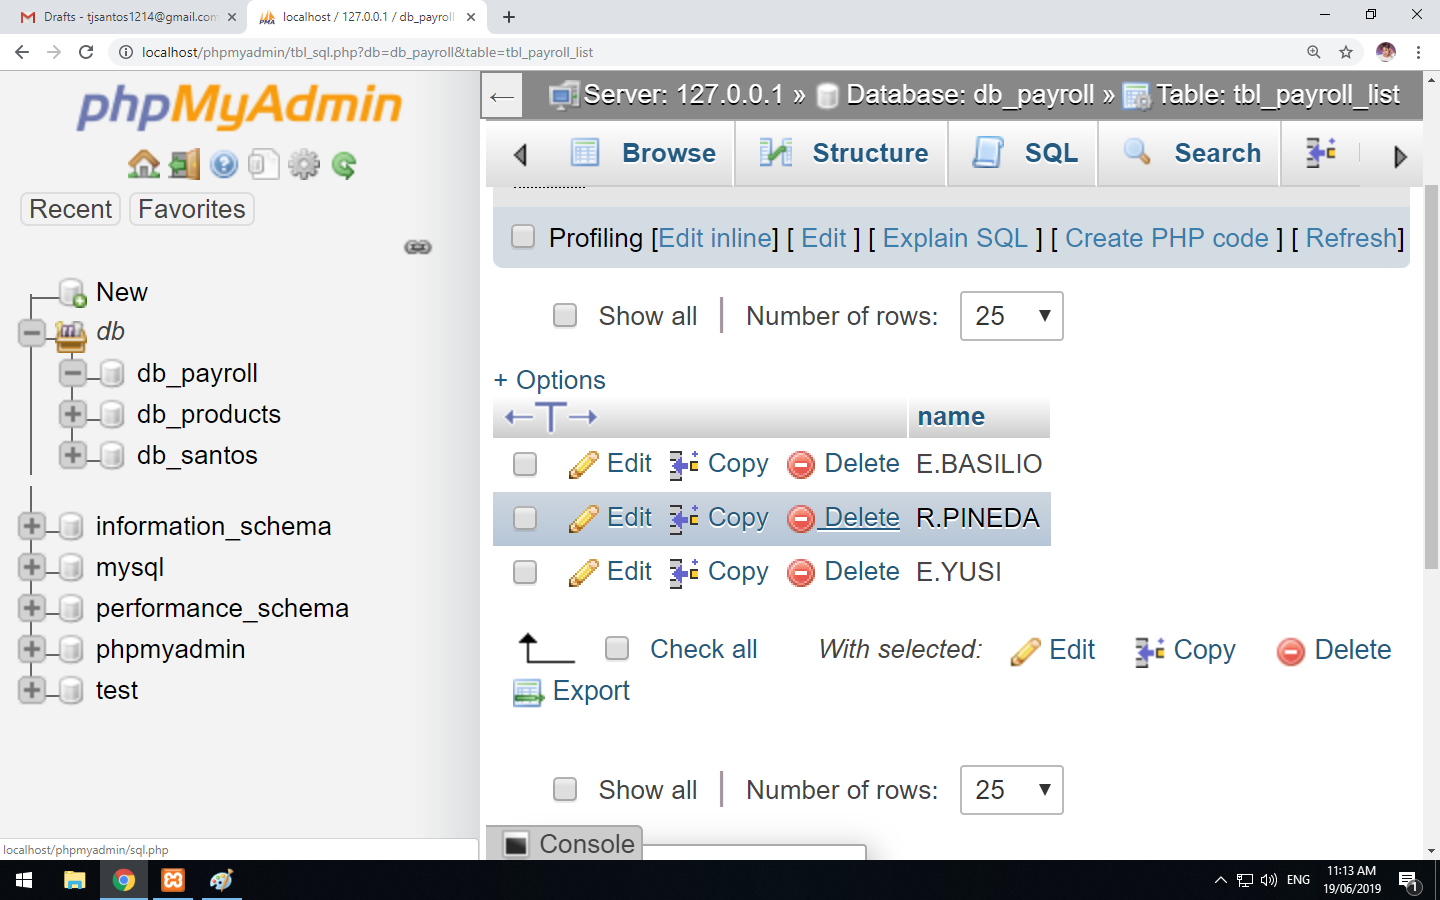 Drafts - tjsantos1214@gmail.com
localhost / 127.0.0.1 / db_payroll
localhost/phpmyadmin/tbl_sql.php?db=db_payroll&table=tbl_payroll_list
phpMyAdmin
Recent Favorites
New
db
db_payroll
db_products
db_santos
information_schema
mysql
performance_schema
phpmyadmin
test
localhost/phpmyadmin/sql.php
Server: 127.0.0.1 » Database: db_payroll » Table: tbl_payroll_list
Browse Structure SQL Search
Profiling [Edit inline] [ Edit ] [ Explain SQL ] [ Create PHP code ] [ Refresh]
Show all Number of rows: 25
+ Options
name
Edit Copy Delete E.BASILIO
Edit Copy Delete R.PINEDA
Edit Copy Delete E.YUSI
Check all With selected: Edit Copy Delete
Export
Show all Number of rows: 25
Console
ENG
11:13 AM
19/06/2019
1